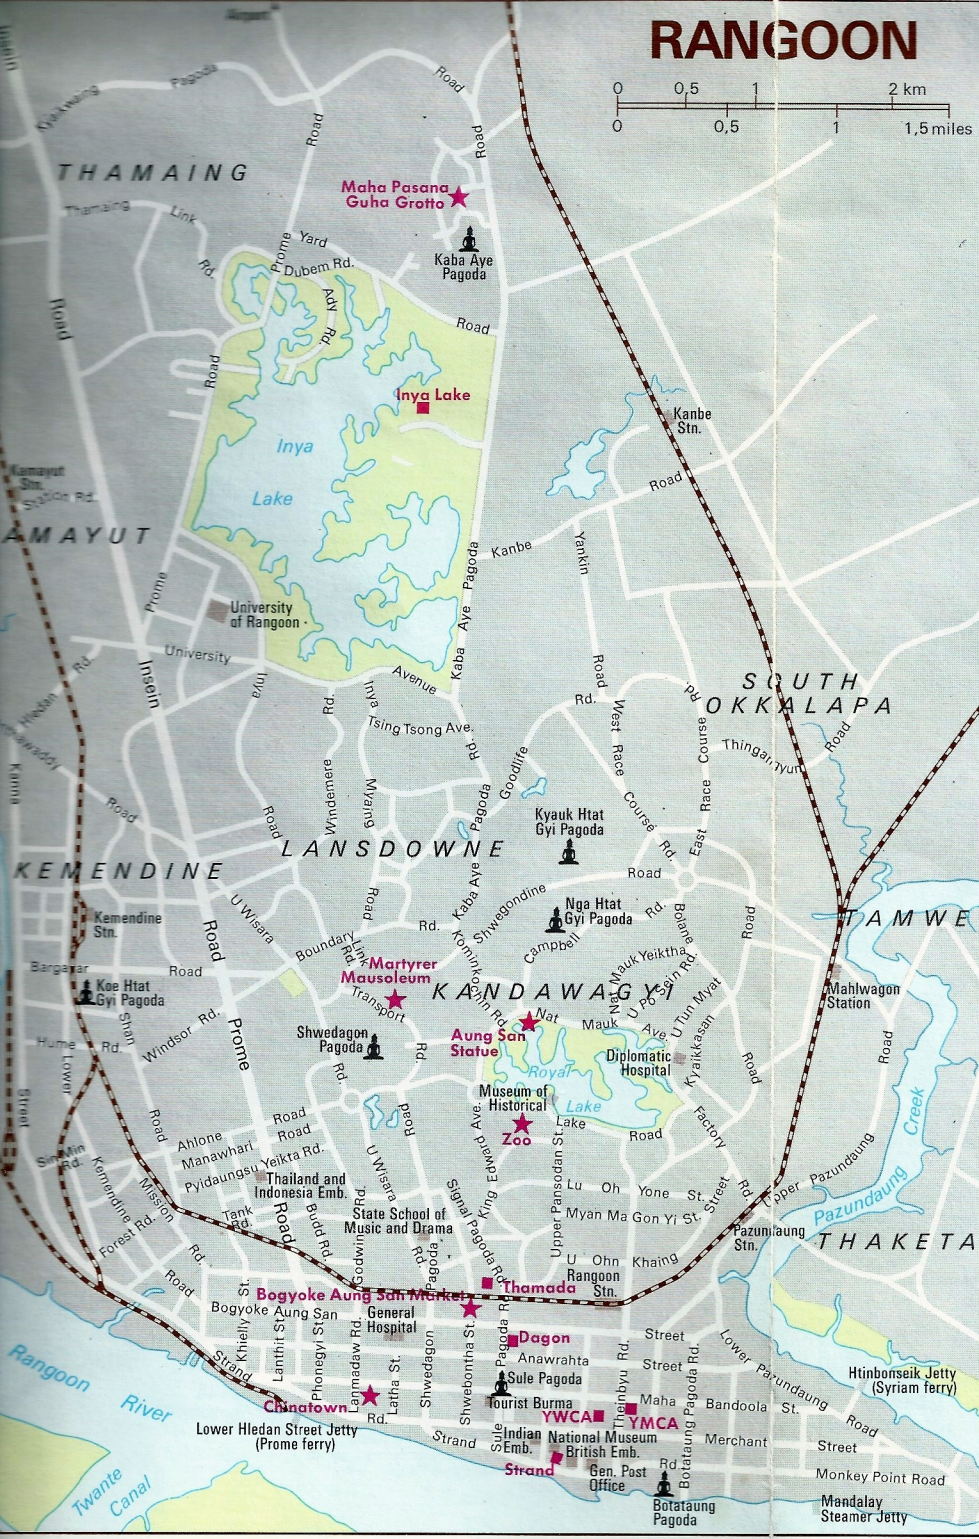 RANGOON
0 0,5 1 2 km
0 0,5 1 1,5 miles
Airport
Insein
Kyaikwaing
Pagoda
Road
Road
Road
THAMAING
Maha Pasana
Guha Grotto
Thamaing
Link
Rd.
Prome
Yard
Dubem Rd.
Kaba Aye
Pagoda
Ady
Rd.
Road
Road
Road
Inya Lake
Kanbe
Stn.
Inya
Lake
Kamayut
Stn.
Station Rd.
Road
AMAYUT
Kanbe
Yankin
Pagoda
Aye
Kaba
Prome
University
of Rangoon
University
Avenue
Insein
Inya
Rd.
Inya
Rd.
Hledan
Road
Rd.
West
Race
Course
Rd.
Rd.
Course
Race
East
SOUTH
OKKALAPA
Tsing Tsong Ave.
Rd.
Thingangyun
Road
Kanna
Road
Goodlife
Windemere
Myaing
Road
Pagoda
Kyauk Htat
Gyi Pagoda
LANSDOWNE
KEMENDINE
Road
Road
Kaba Aye
Shwegondine
Nga Htat
Gyi Pagoda
Rd.
Bolane
Road
TAMWE
Kemendine
Stn.
U Wisara
Road
Boundary
Rd.
Link
Rd.
Kominkochin Rd.
Campbell
Nat Mauk Yeiktha
Bargayar
Road
Koe Htat
Gyi Pagoda
Martyrer
Mausoleum
KANDAWAGYI
U Po Sein Rd.
U Tun Myat
Mahlwagon
Station
Transport
Rd.
Shan
Windsor Rd.
Prome
Shwedagon
Pagoda
Rd.
Aung San
Statue
Nat
Mauk
Ave.
Diplomatic
Hospital
Kyaikkasan
Road
Road
Hume
Rd.
Lower
Royal
Lake
Museum of
Historical
Zoo
Lake
Road
Factory
Rd.
Creek
Street
Road
Road
Ahlone
Road
Manawhari
Pyidaungsu Yeikta Rd.
Road
U Wisara
Rd.
Ave.
King Edward
Upper Pansodan St.
Upper Pazundaung
Sin Min
Rd.
Kemendine
Mission
Rd.
Thailand and
Indonesia Emb.
Lu Oh Yone St.
Street
Pazundaung
Tank
Rd.
Road
Budd Rd.
Godwin Rd.
State School of
Music and Drama
Signal Pagoda Rd.
Pagoda
Myan Ma Gon Yi St.
Pazundaung
Stn.
THAKETA
Forest Rd.
Road
U Ohn Khaing
Rangoon
Stn.
Thamada
Bogyoke Aung San Market
Bogyoke Aung San
General
Hospital
Khielly St.
Lanthit St.
Phonegyi St.
Lanmadaw Rd.
Latha St.
Shwedagon
Shwebontha St.
Sule Pagoda Rd.
Dagon
Street
Anawrahta
Street
Sule Pagoda
Theinbyu Rd.
Lower Pazundaung
Road
Htinbonseik Jetty
(Syriam ferry)
Rangoon
River
Strand
Chinatown
Rd.
Tourist Burma
YWCA
YMCA
Maha Bandoola St.
Botataung Pagoda Rd.
Lower Hledan Street Jetty
(Prome ferry)
Strand
Indian
Emb.
National Museum
British Emb.
Merchant Street
Strand
Gen. Post
Office
Rd.
Monkey Point Road
Twante
Canal
Botataung
Pagoda
Mandalay
Steamer Jetty